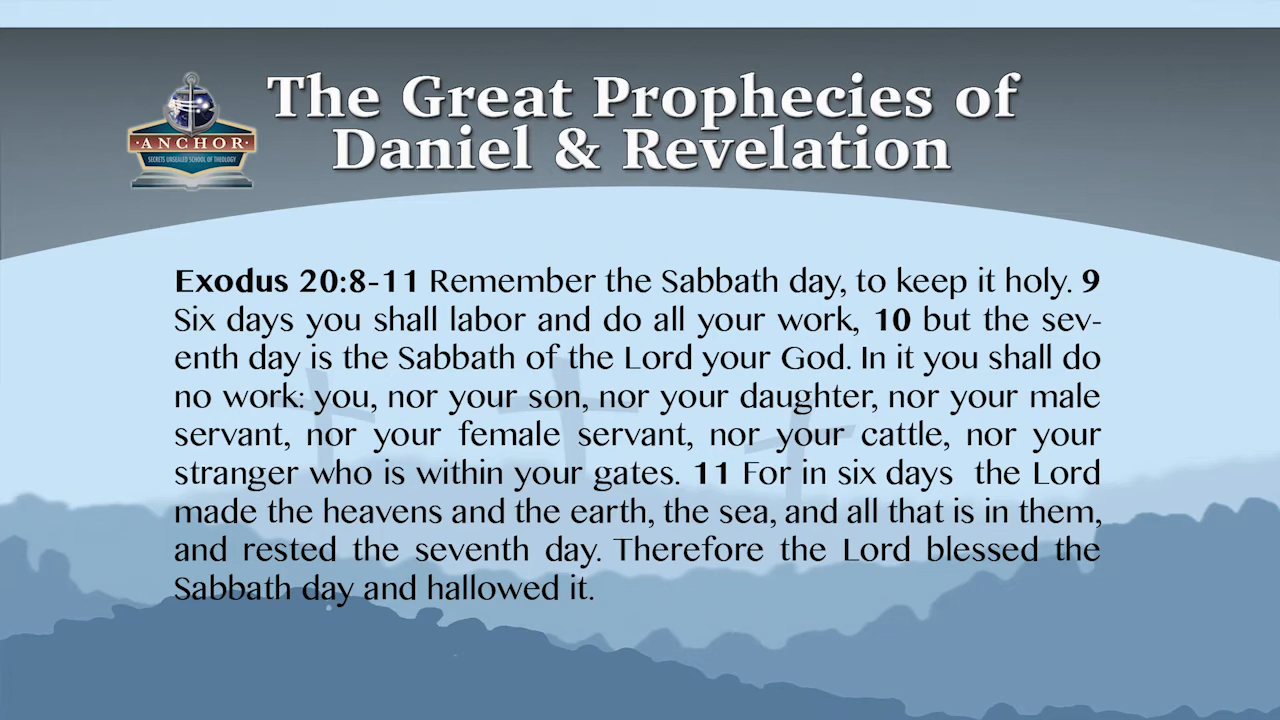 The Great Prophecies of
Daniel & Revelation
·ANCHOR·
SECRETS UNSEALED SCHOOL OF THEOLOGY
Exodus 20:8-11 Remember the Sabbath day, to keep it holy. 9
Six days you shall labor and do all your work, 10 but the sev-
enth day is the Sabbath of the Lord your God. In it you shall do
no work: you, nor your son, nor your daughter, nor your male
servant, nor your female servant, nor your cattle, nor your
stranger who is within your gates. 11 For in six days the Lord
made the heavens and the earth, the sea, and all that is in them,
and rested the seventh day. Therefore the Lord blessed the
Sabbath day and hallowed it.